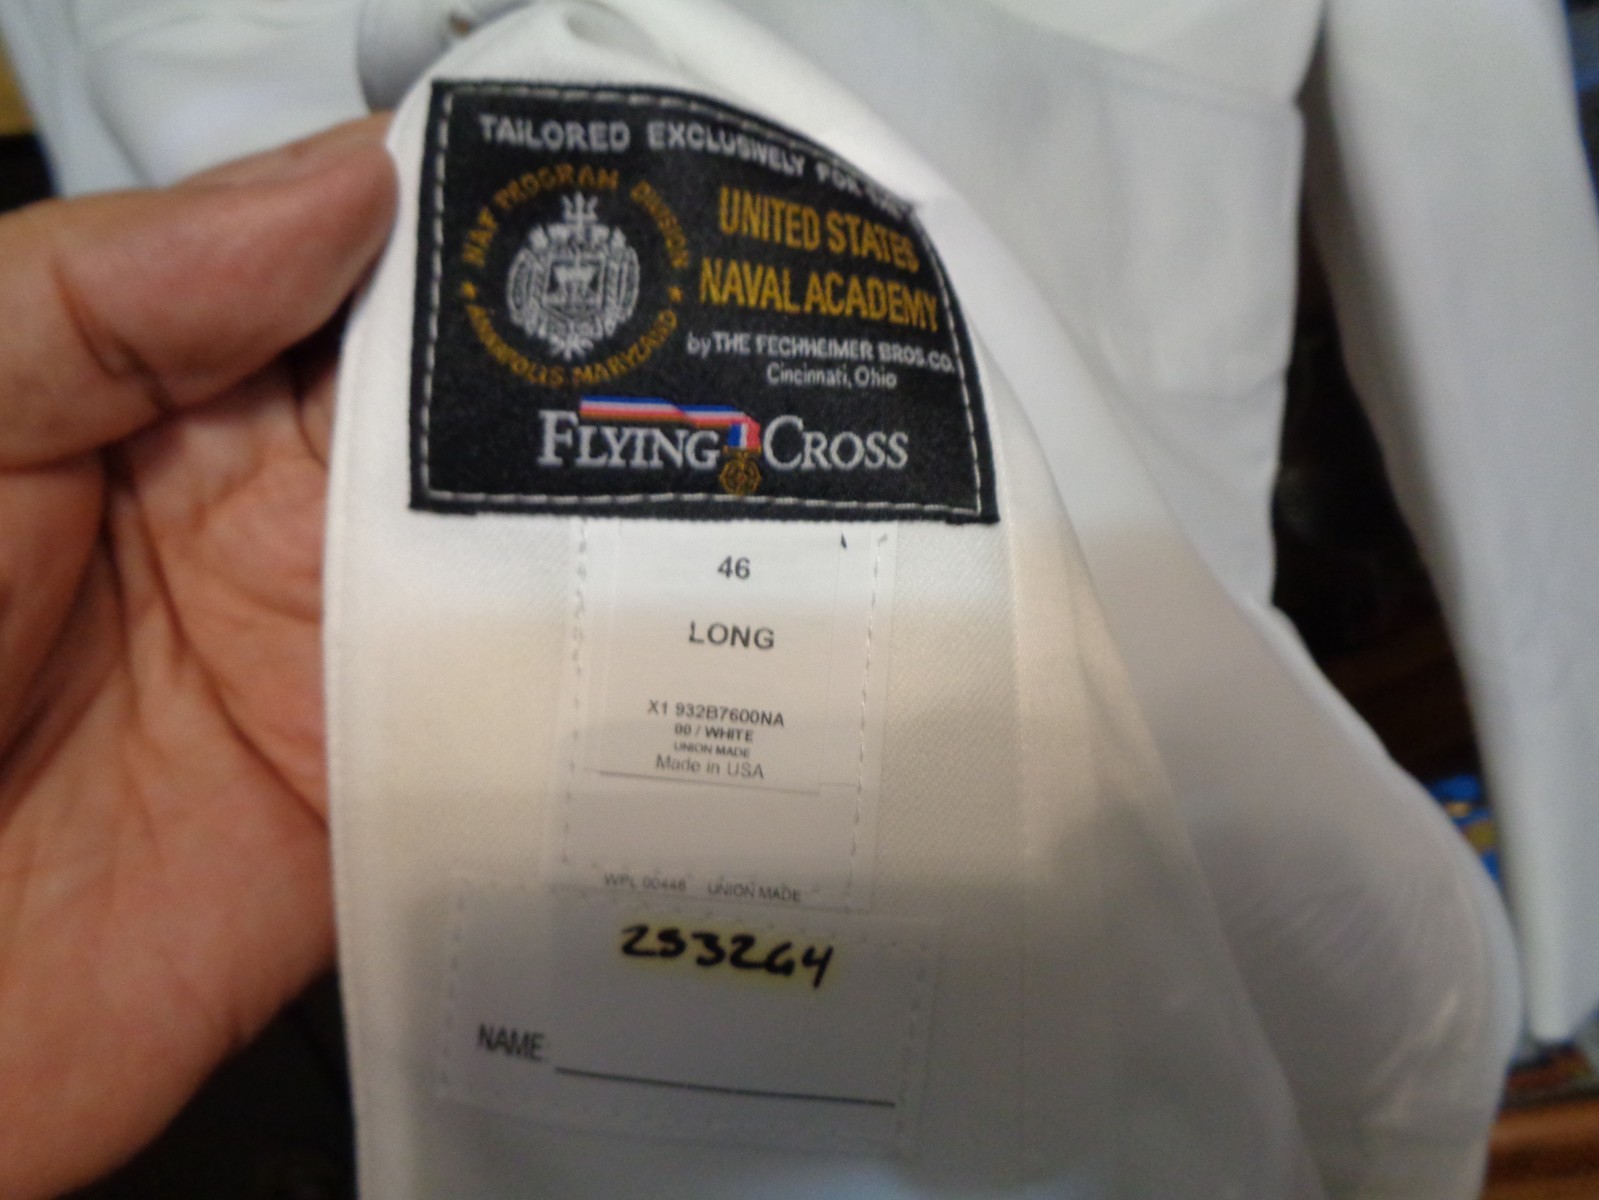 TAILORED EXCLUSIVELY FOR THE
NAF PROGRAM DIVISION
ANNAPOLIS MARYLAND
UNITED STATES
NAVAL ACADEMY
by THE FECHHEIMER BROS. CO.
Cincinnati, Ohio
FLYING CROSS
46
LONG
X1 932B7600NA
00 / WHITE
UNION MADE
Made in USA
WPL 00446 UNION MADE
253264
NAME